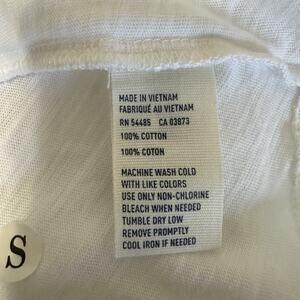 MADE IN VIETNAM
FABRIQUÉ AU VIETNAM
RN 54485 CA 03873
100% COTTON
100% COTON
MACHINE WASH COLD
WITH LIKE COLORS
USE ONLY NON-CHLORINE
BLEACH WHEN NEEDED
TUMBLE DRY LOW
REMOVE PROMPTLY
COOL IRON IF NEEDED
S